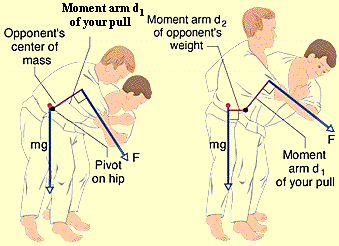 Moment arm d1
of your pull
Opponent's
center of
mass
mg
F
Pivot
on hip
Moment arm d2
of opponent's
weight
mg
F
Moment
arm d1
of your pull